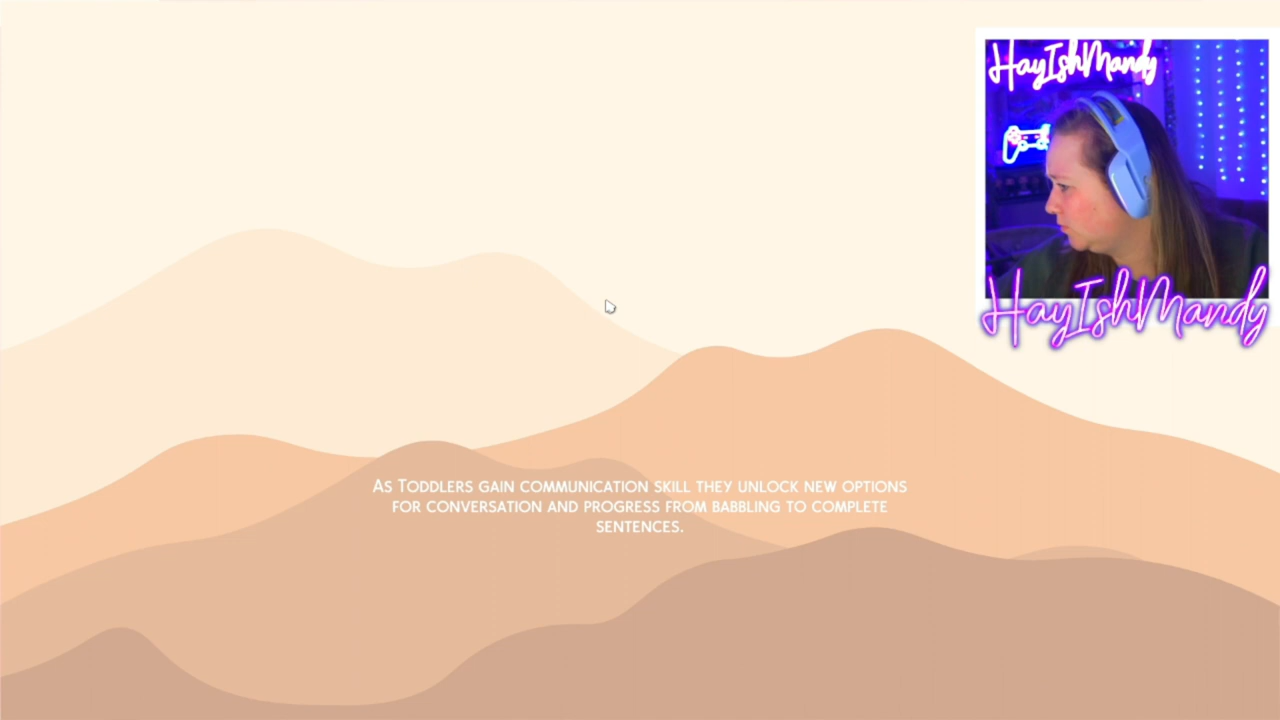 HayIshMandy
HayIshMandy
As Toddlers gain communication skill they unlock new options
for conversation and progress from babbling to complete
sentences.